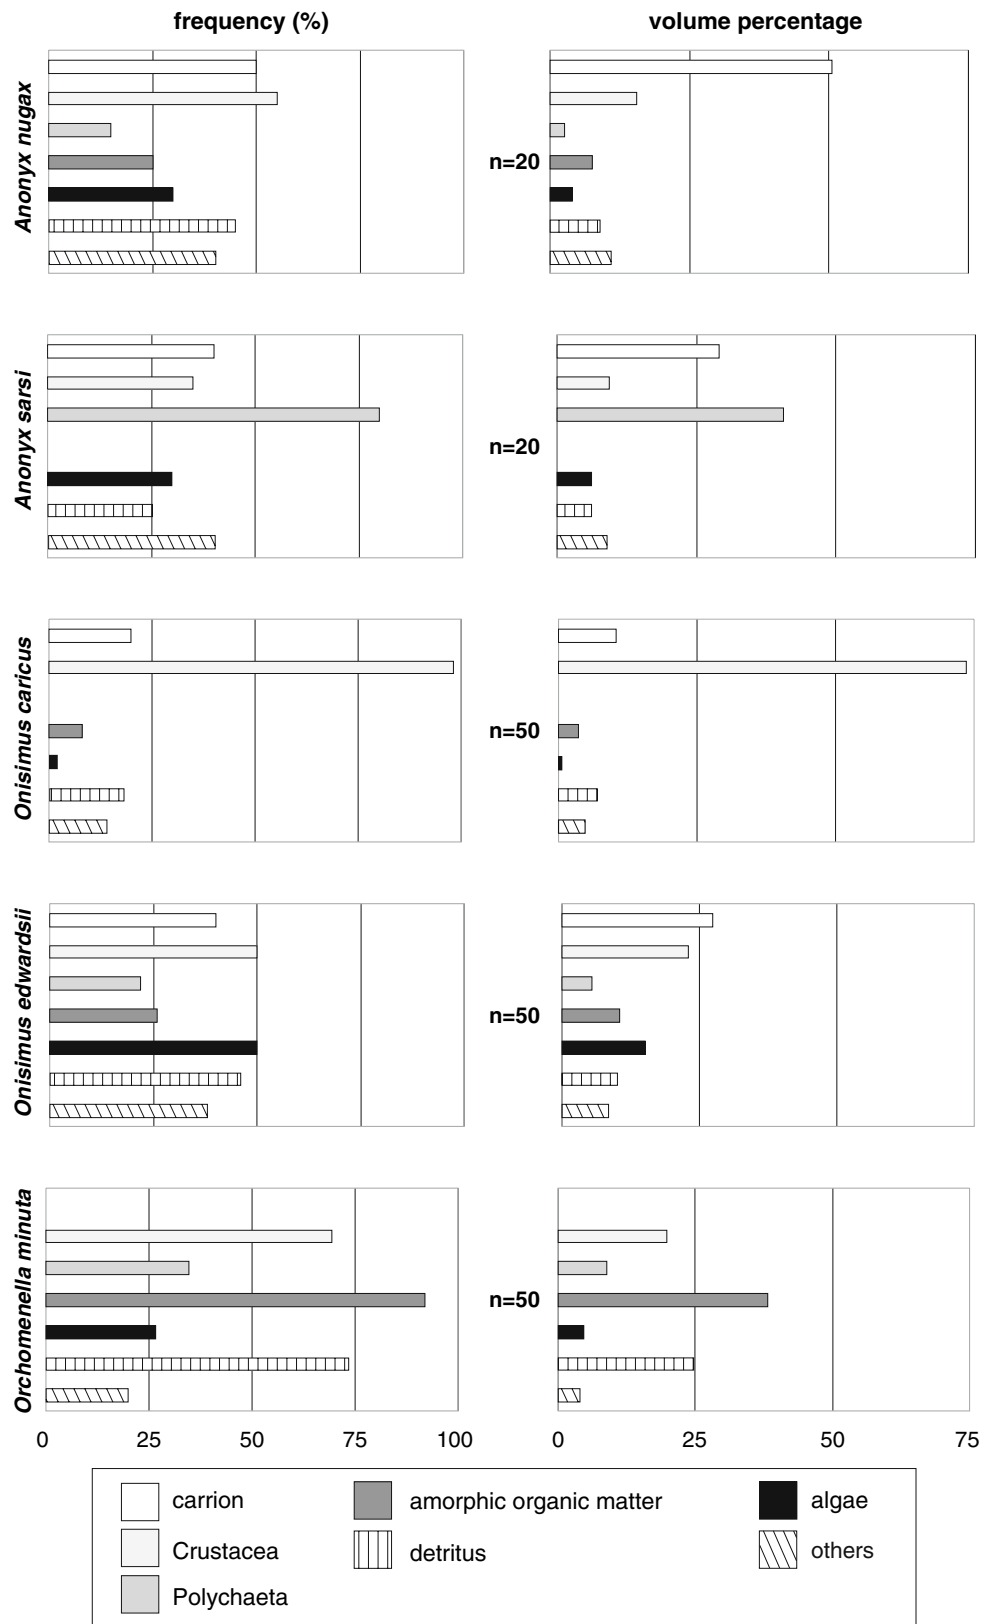 frequency (%) volume percentage
Anonyx nugax
n=20
Anonyx sarsi
n=20
Onisimus caricus
n=50
Onisimus edwardsii
n=50
Orchomenella minuta
n=50
0 25 50 75 100 0 25 50 75
carrion amorphic organic matter algae
Crustacea detritus others
Polychaeta